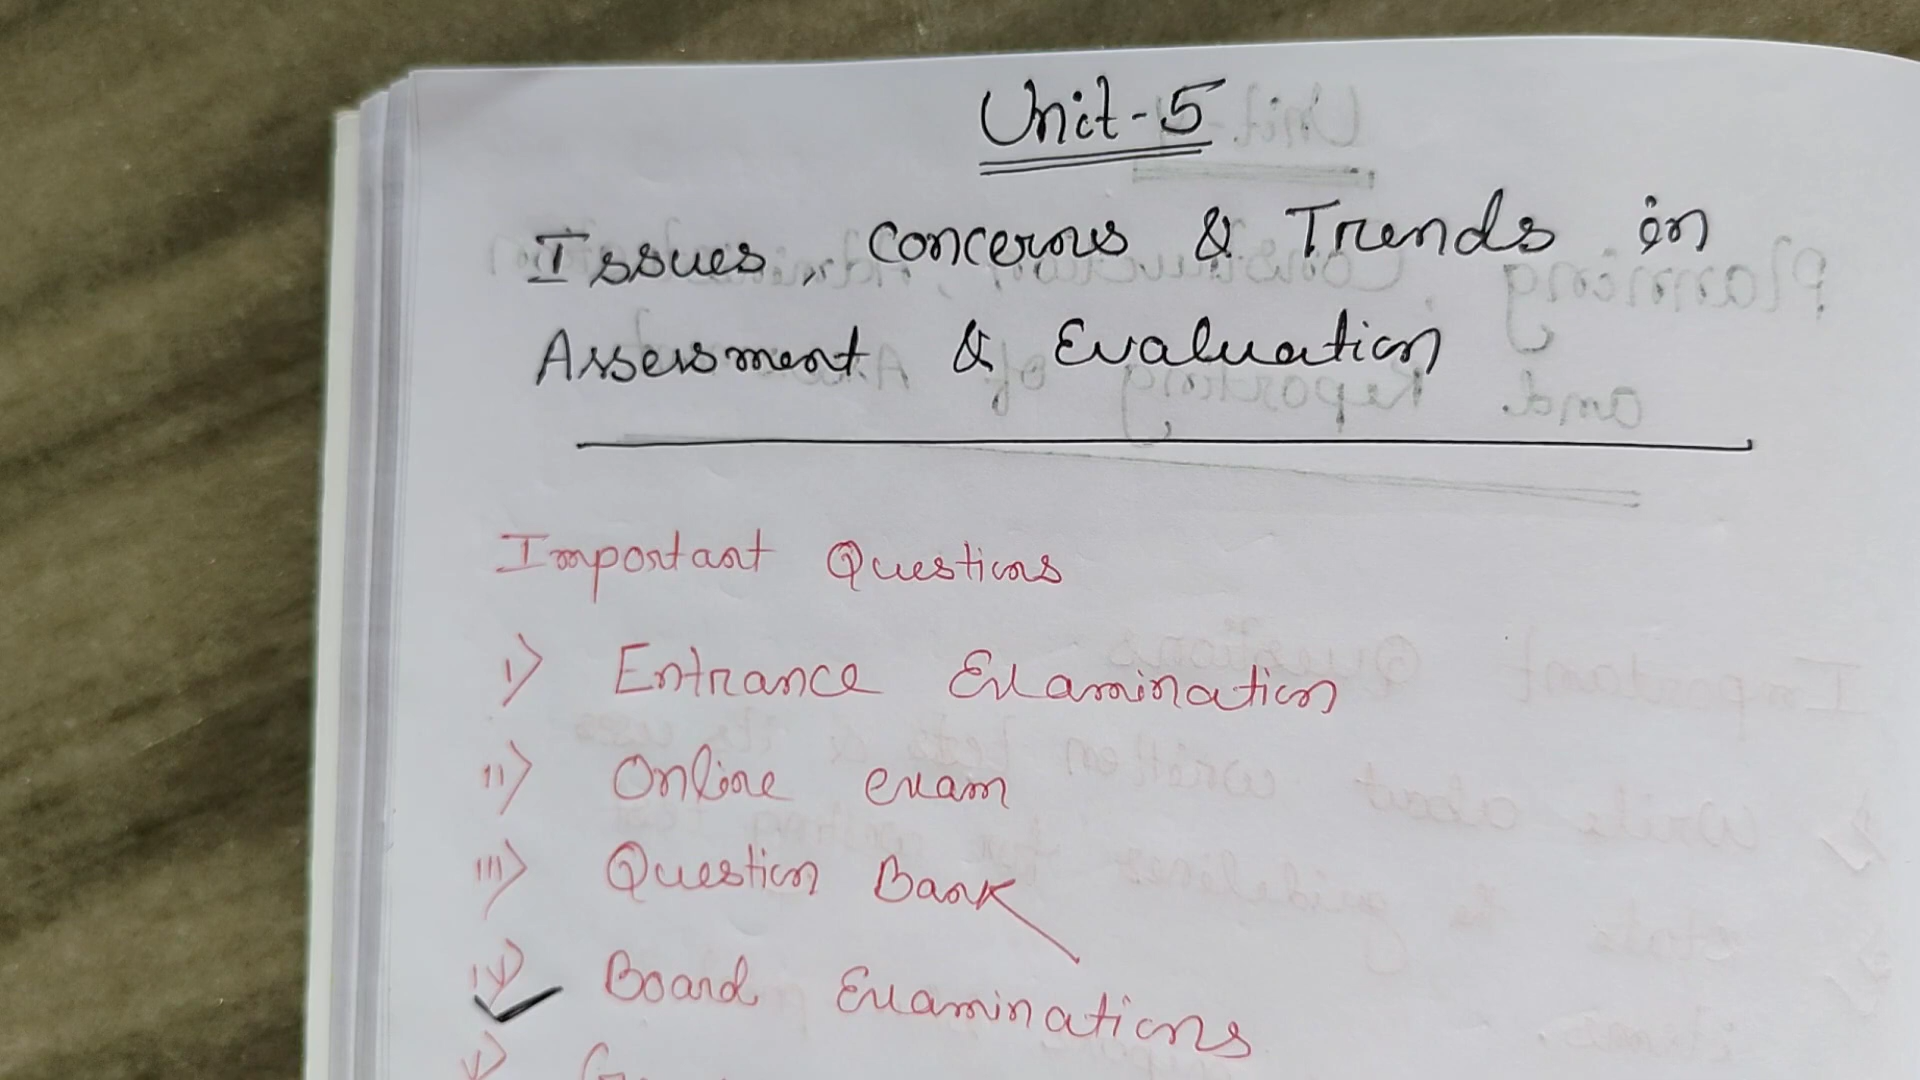 Unit-5
Issues, Concerns & Trends in
Assessment & Evaluation
Important Questions
i) Entrance Examination
ii) Online exam
iii) Question Bank
iv) Board Examinations
v)